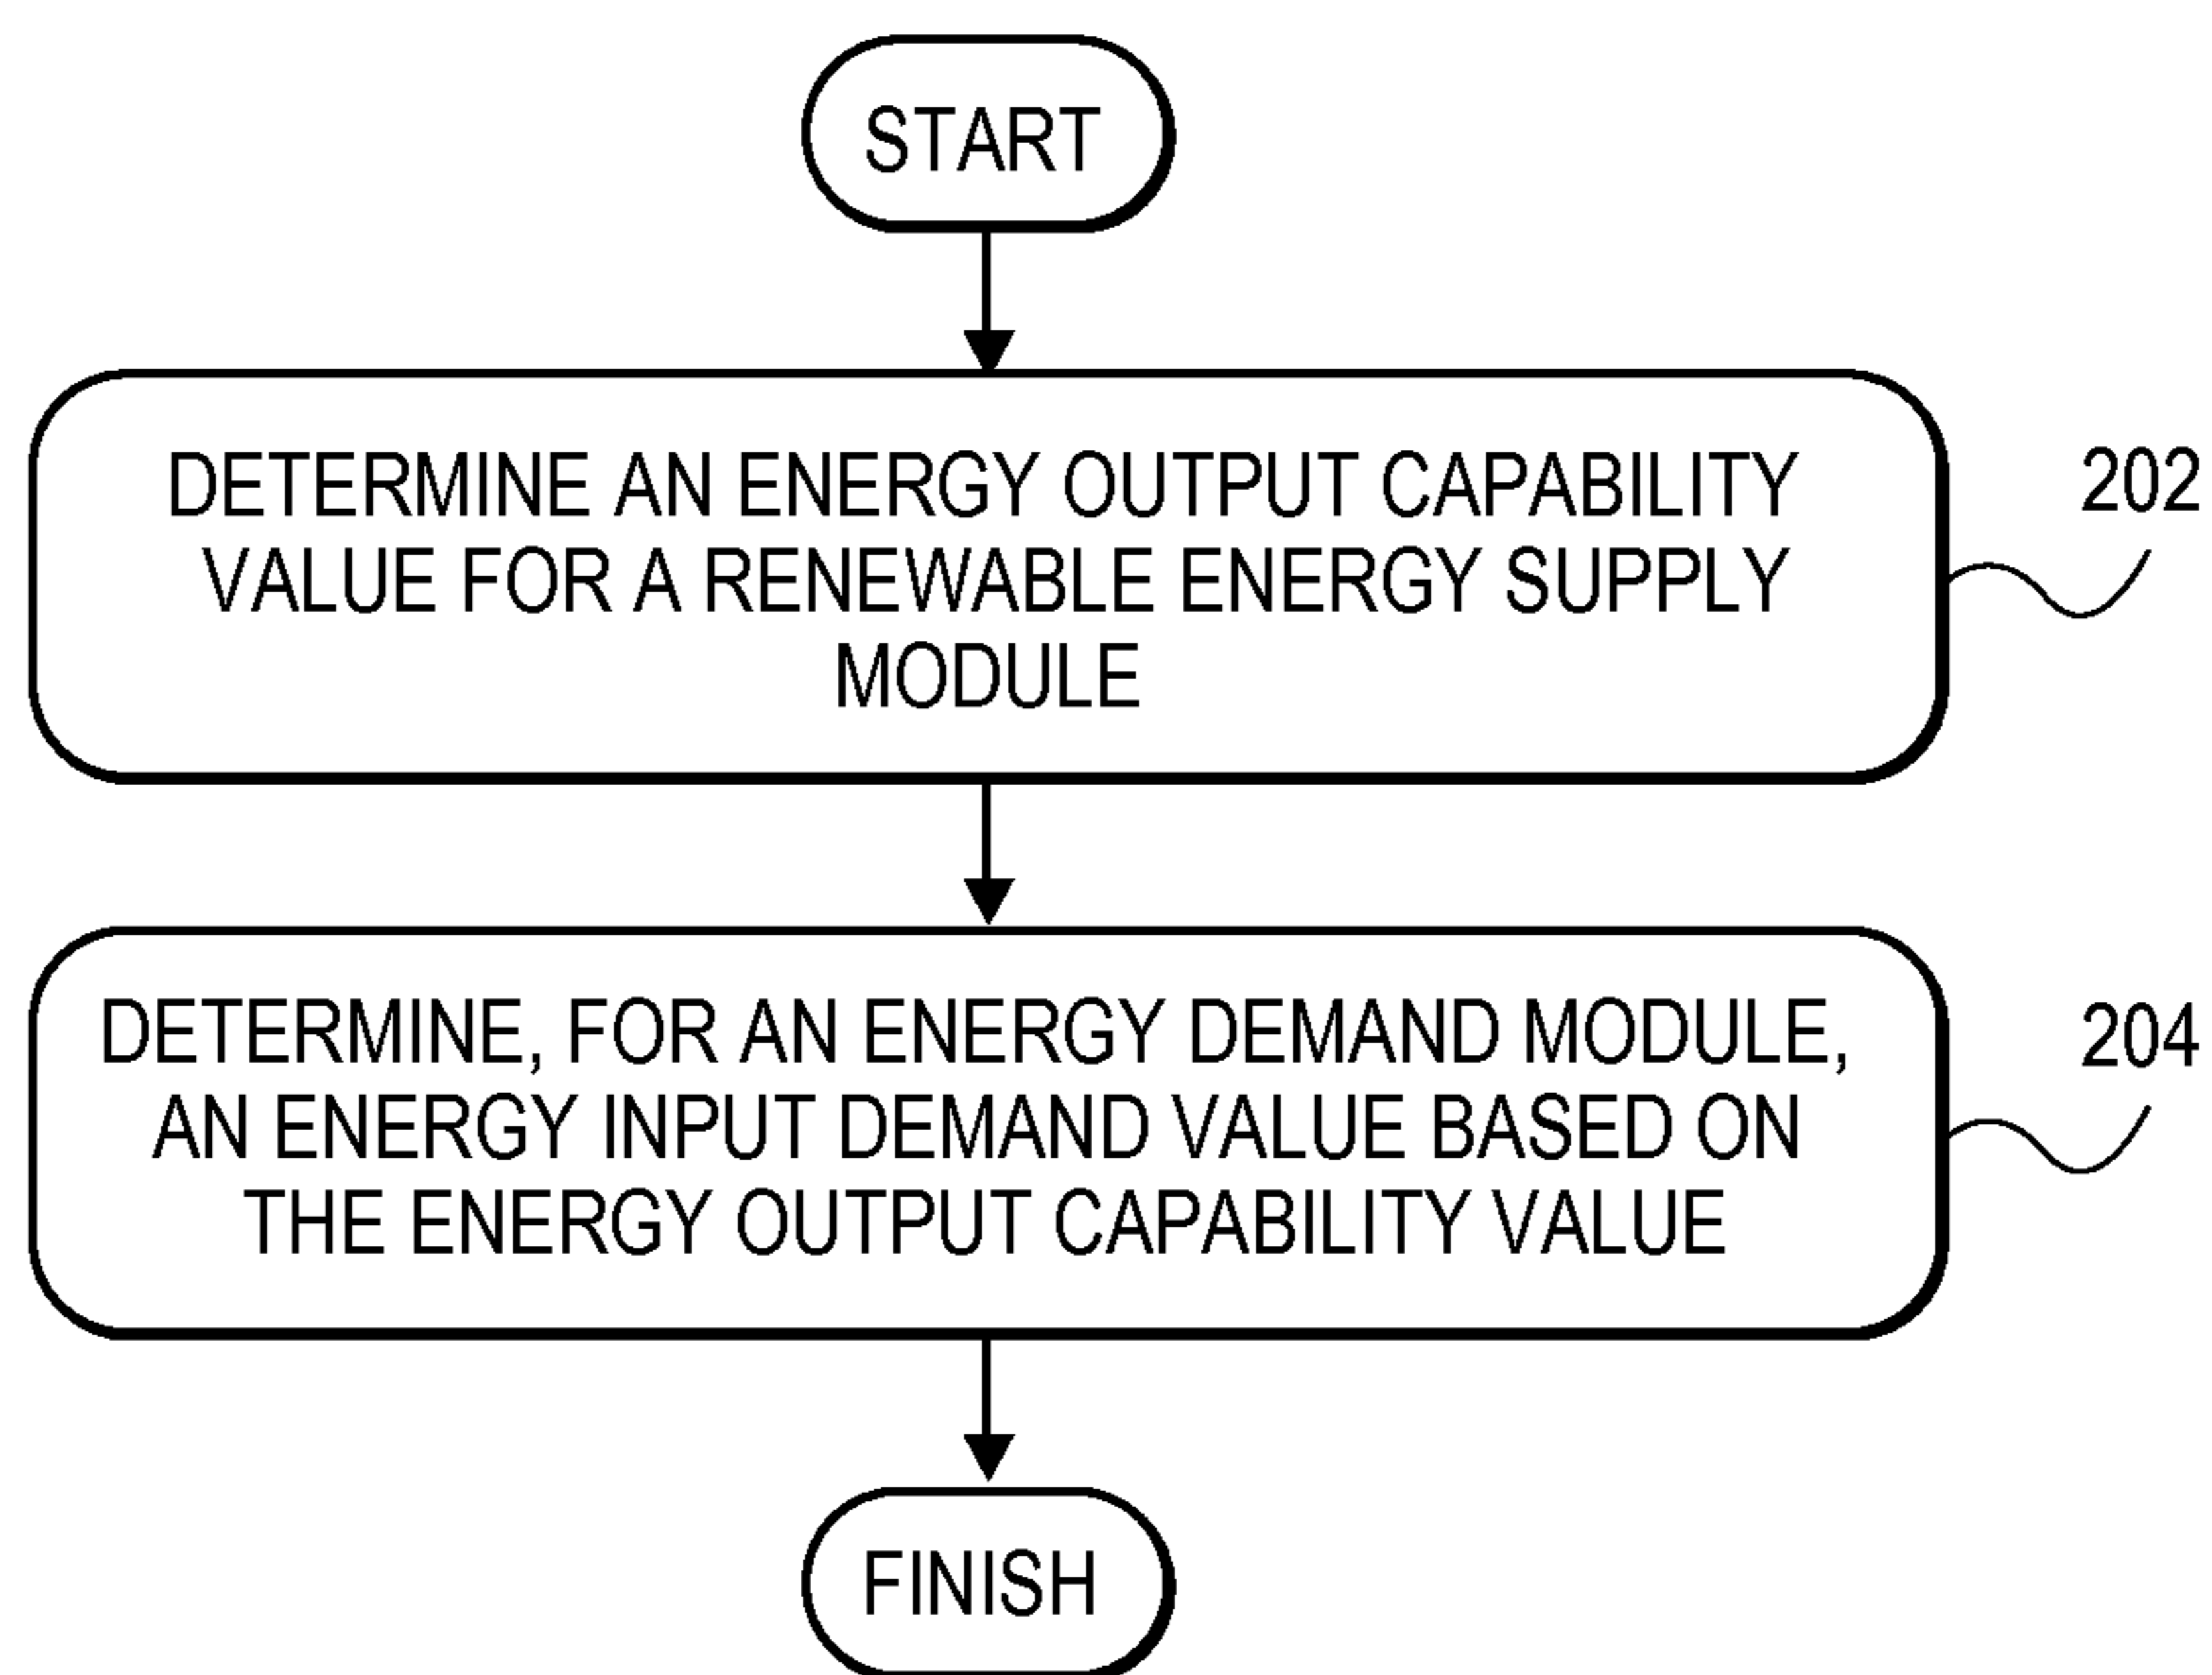 START
DETERMINE AN ENERGY OUTPUT CAPABILITY
VALUE FOR A RENEWABLE ENERGY SUPPLY
MODULE
202
DETERMINE, FOR AN ENERGY DEMAND MODULE,
AN ENERGY INPUT DEMAND VALUE BASED ON
THE ENERGY OUTPUT CAPABILITY VALUE
204
FINISH